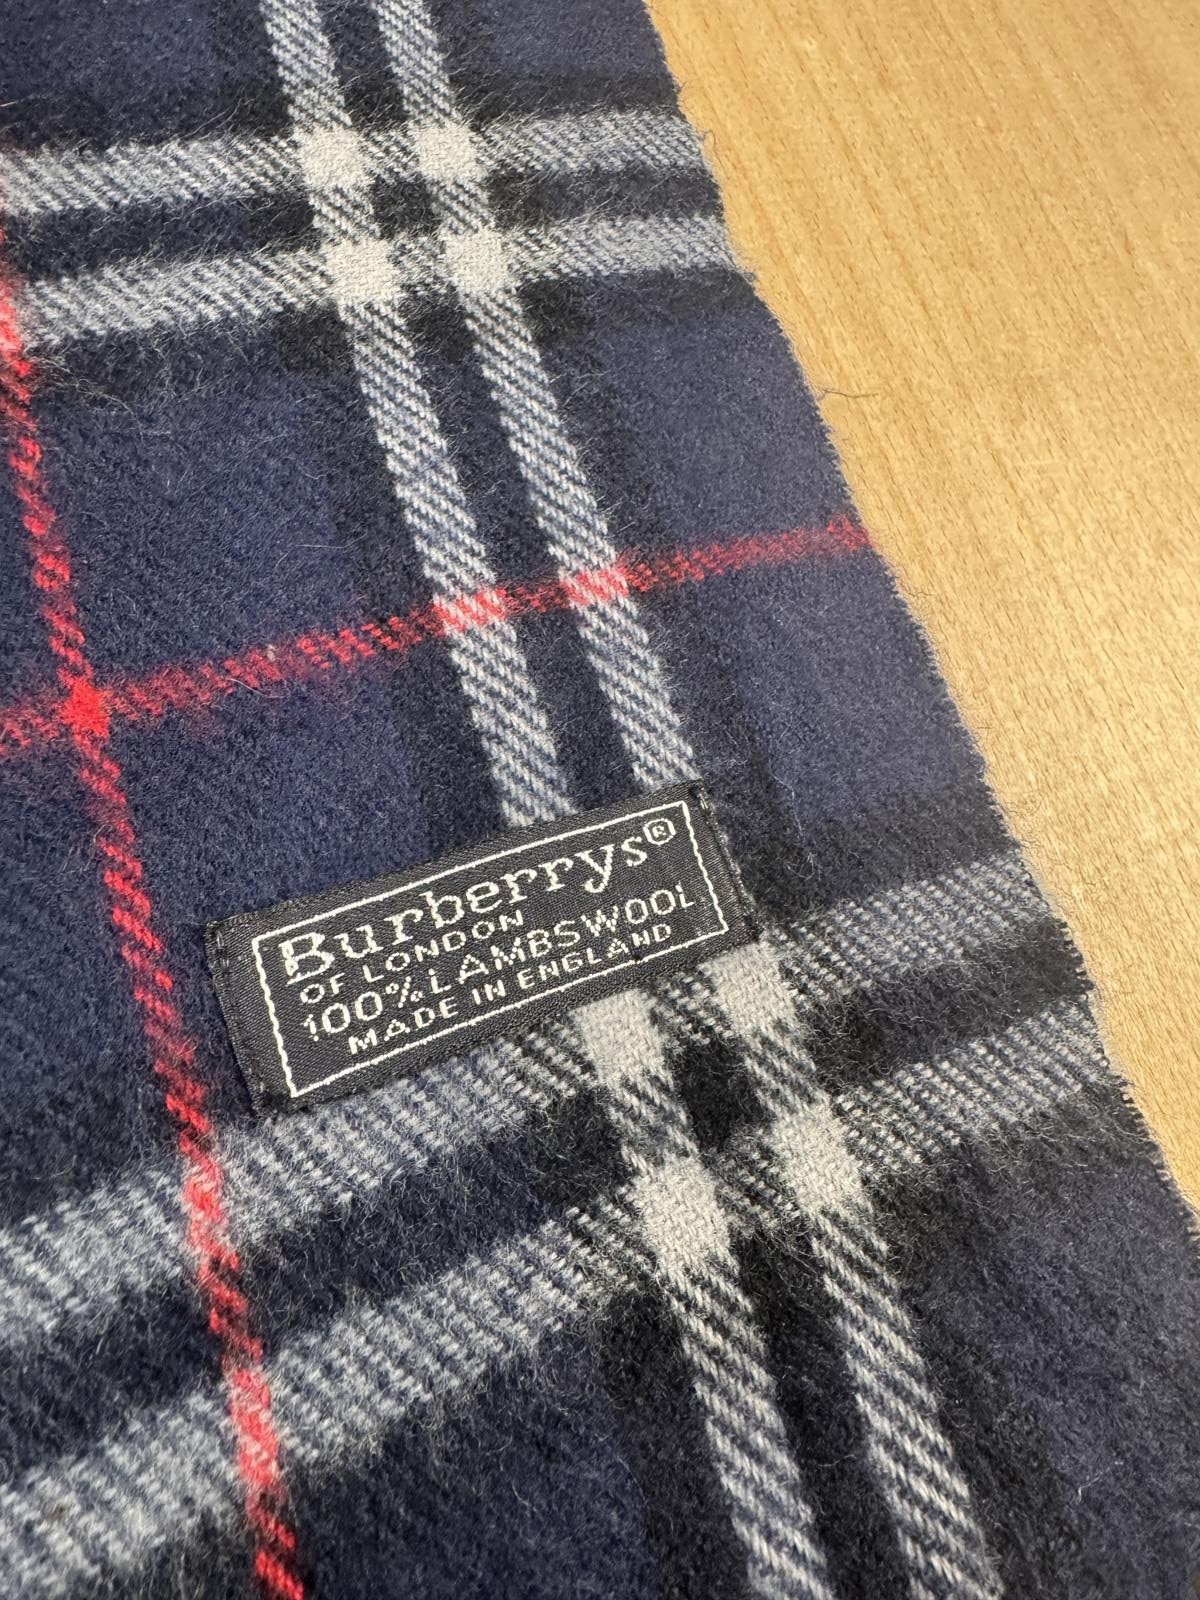 Burberrys®
OF LONDON
100% LAMBSWOOL
MADE IN ENGLAND